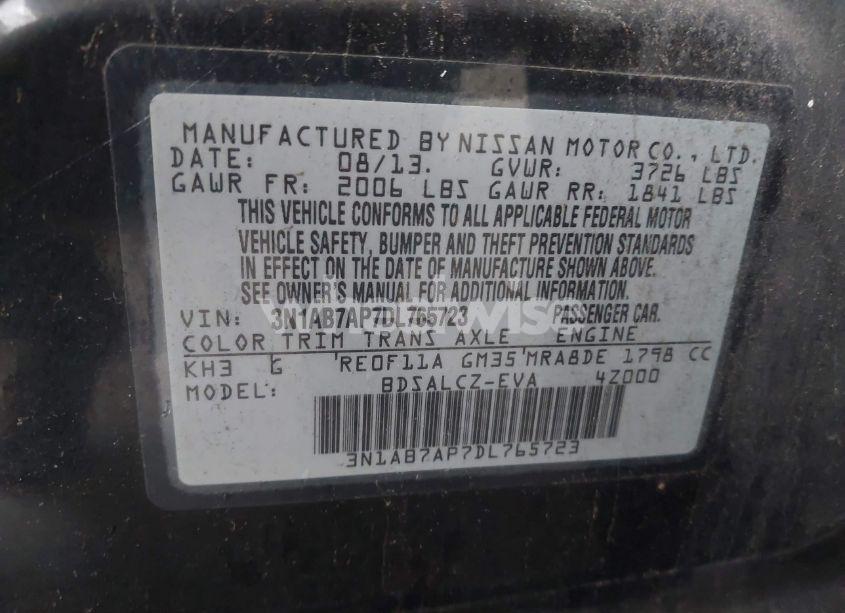 MANUFACTURED BY NISSAN MOTOR CO., LTD.
DATE: 08/13. GVWR: 3726 LBS
GAWR FR: 2006 LBS GAWR RR: 1841 LBS
THIS VEHICLE CONFORMS TO ALL APPLICABLE FEDERAL MOTOR
VEHICLE SAFETY, BUMPER AND THEFT PREVENTION STANDARDS
IN EFFECT ON THE DATE OF MANUFACTURE SHOWN ABOVE.
SEE OWNER'S MANUAL FOR ADDITIONAL INFORMATION.
VIN: 3N1AB7AP7DL765723 PASSENGER CAR.
COLOR TRIM TRANS AXLE ENGINE
KH3 G RE0F11A GM35 MRA8DE 1798 CC
MODEL: BDSALCZ-EVA 4Z000
3N1AB7AP7DL765723